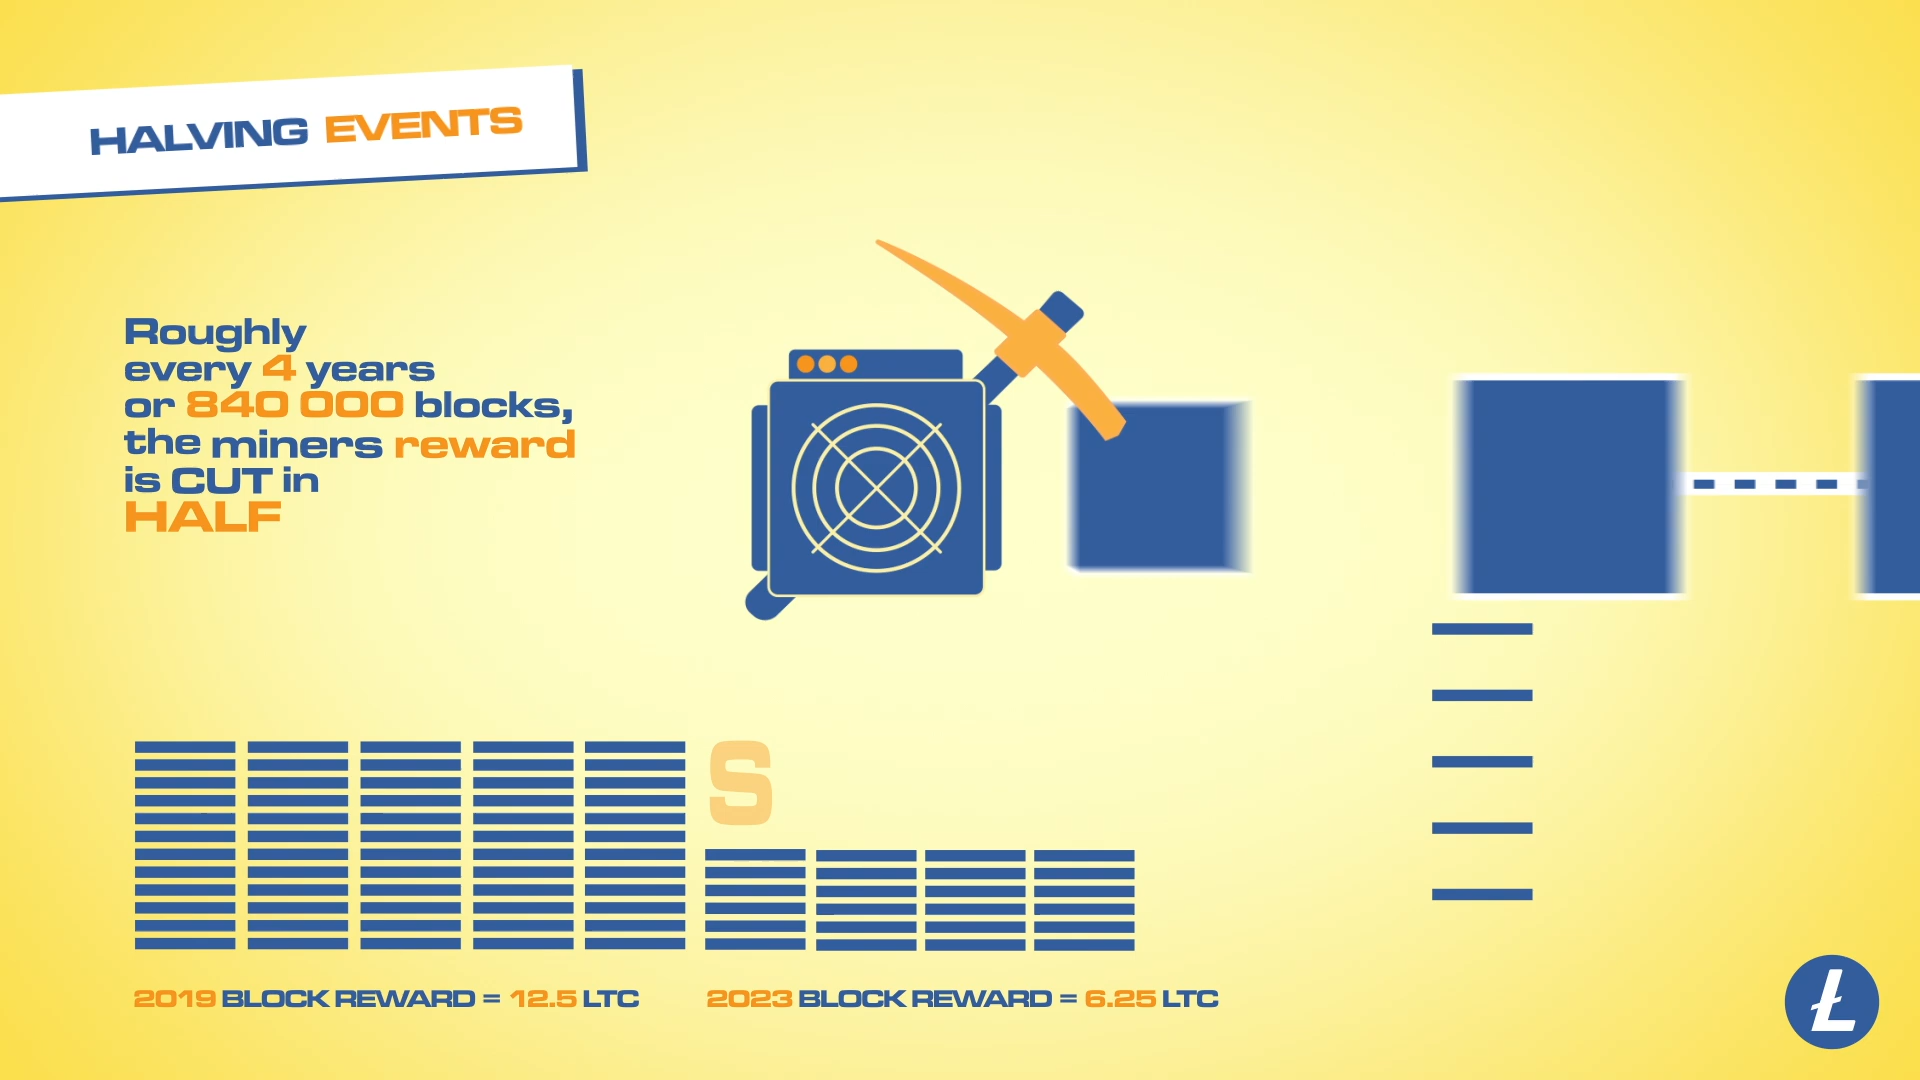 HALVING EVENTS
Roughly
every 4 years
or 840 000 blocks,
the miners reward
is CUT in
HALF
S
2019 BLOCK REWARD = 12.5 LTC
2023 BLOCK REWARD = 6.25 LTC